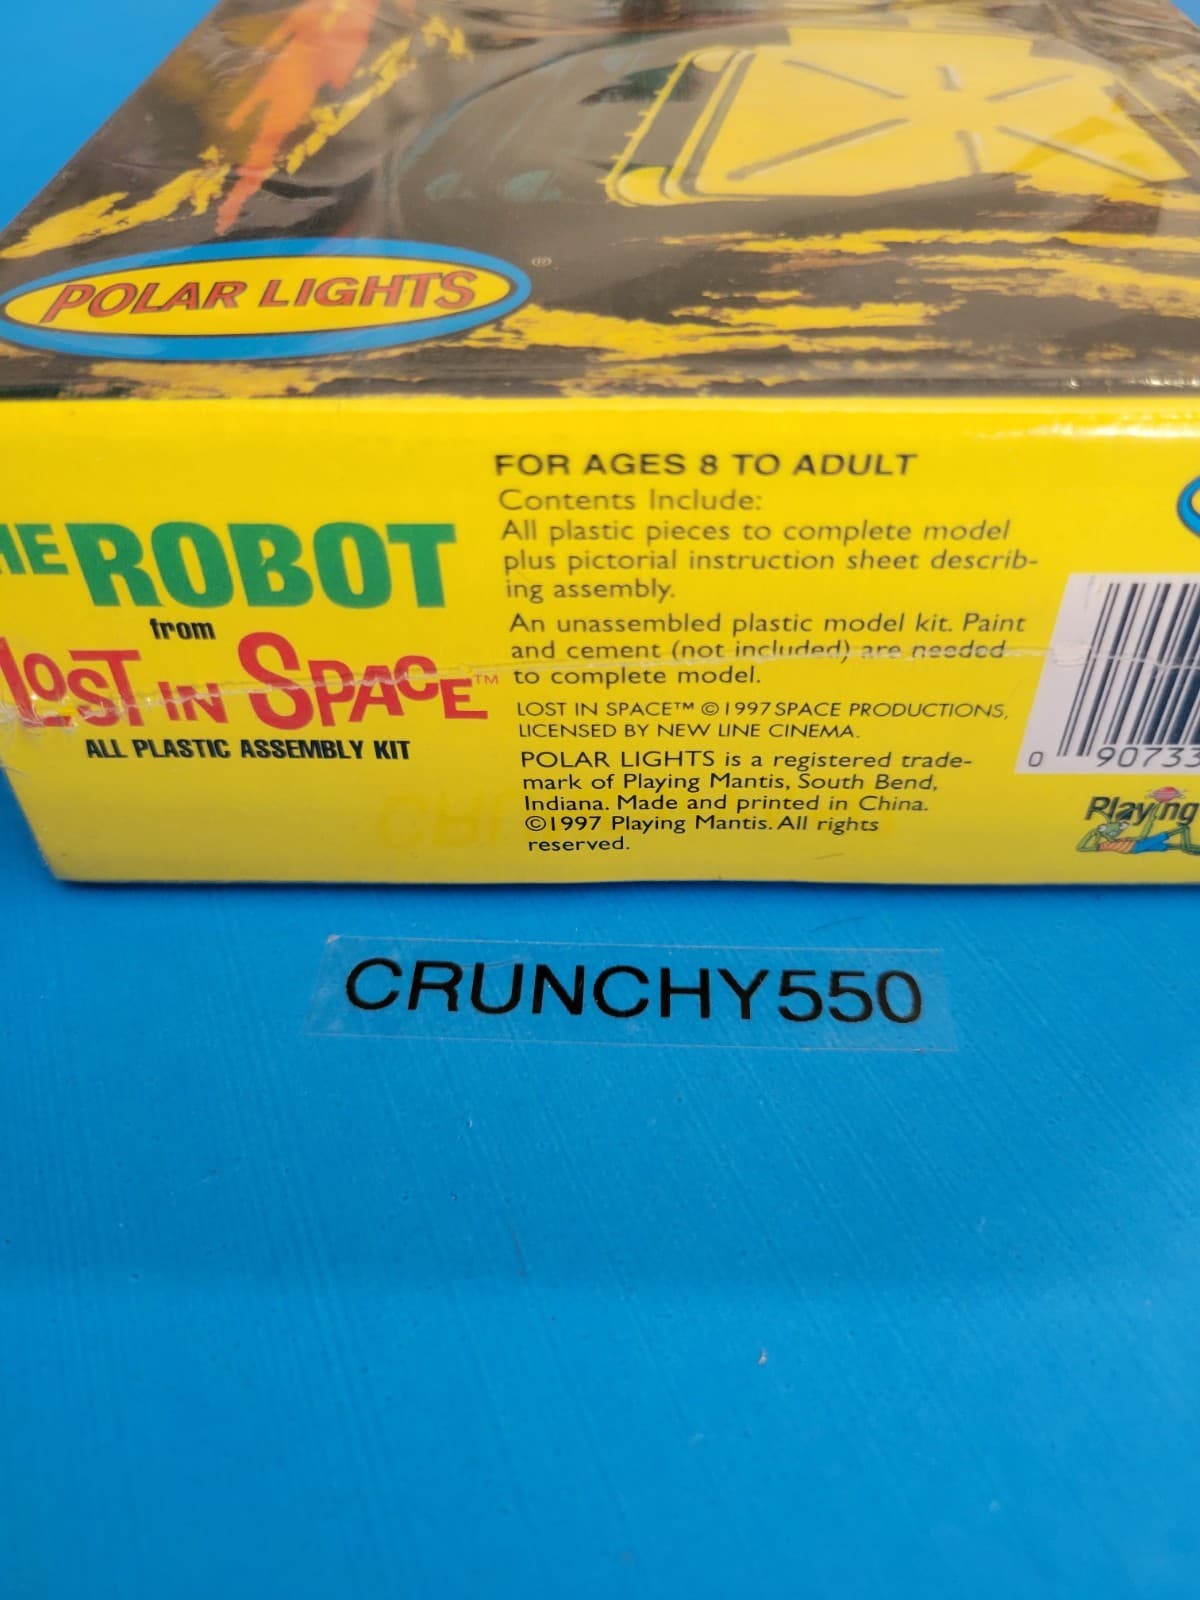 POLAR LIGHTS
®
HE ROBOT
from
LOST IN SPACE™
ALL PLASTIC ASSEMBLY KIT
FOR AGES 8 TO ADULT
Contents Include:
All plastic pieces to complete model
plus pictorial instruction sheet describ-
ing assembly.
An unassembled plastic model kit. Paint
and cement (not included) are needed
to complete model.
LOST IN SPACE™ ©1997 SPACE PRODUCTIONS,
LICENSED BY NEW LINE CINEMA.
POLAR LIGHTS is a registered trade-
mark of Playing Mantis, South Bend,
Indiana. Made and printed in China.
©1997 Playing Mantis. All rights
reserved.
0 90733
Playing
CRUNCHY550